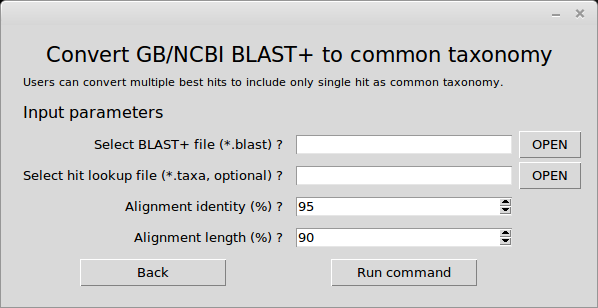 Convert GB/NCBI BLAST+ to common taxonomy
Users can convert multiple best hits to include only single hit as common taxonomy.
Input parameters
Select BLAST+ file (*.blast) ? OPEN
Select hit lookup file (*.taxa, optional) ? OPEN
Alignment identity (%) ? 95
Alignment length (%) ? 90
Back Run command